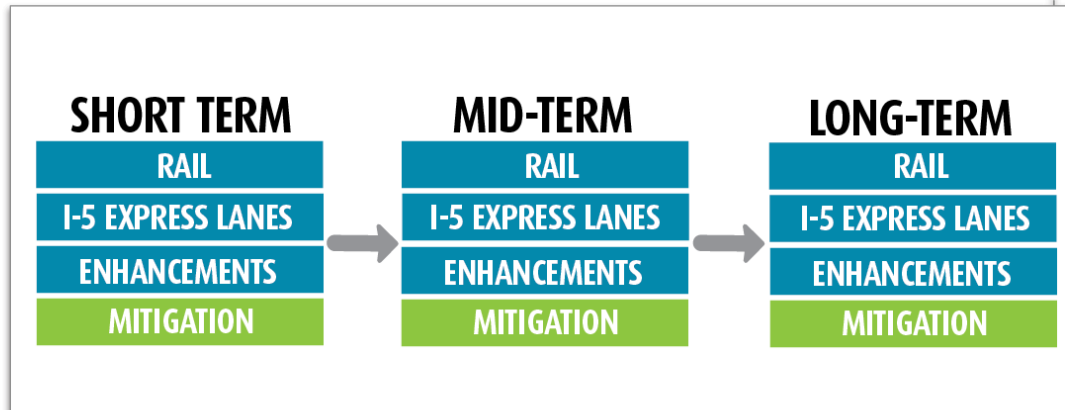 SHORT TERM
RAIL
I-5 EXPRESS LANES
ENHANCEMENTS
MITIGATION
MID-TERM
RAIL
I-5 EXPRESS LANES
ENHANCEMENTS
MITIGATION
LONG-TERM
RAIL
I-5 EXPRESS LANES
ENHANCEMENTS
MITIGATION